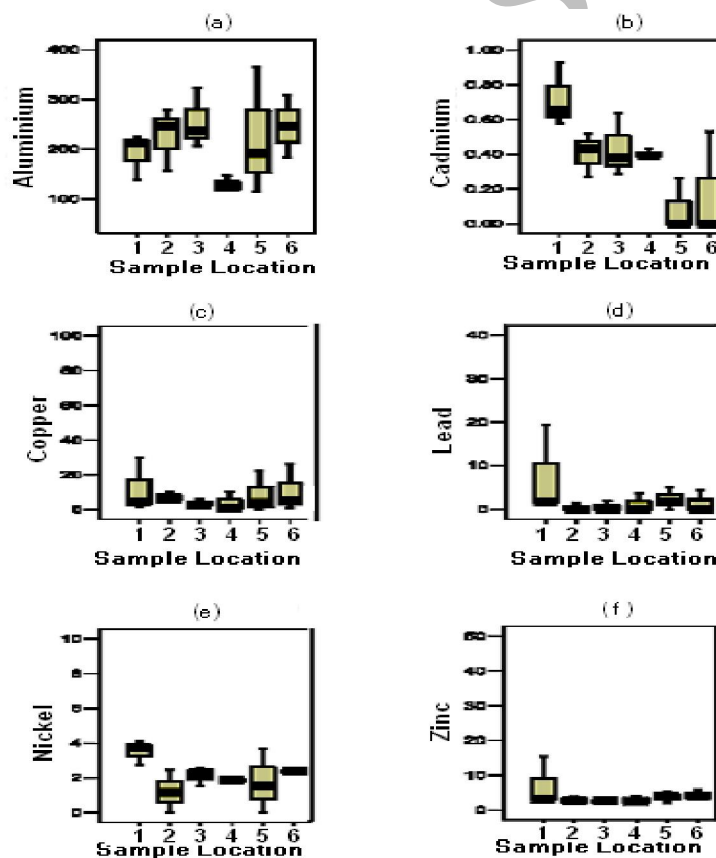 (a)
Aluminium
400
300
200
100
1 2 3 4 5 6
Sample Location
(b)
Cadmium
1.00
0.80
0.60
0.40
0.20
0.00
1 2 3 4 5 6
Sample Location
(c)
Copper
100
80
60
40
20
0
1 2 3 4 5 6
Sample Location
(d)
Lead
40
30
20
10
0
1 2 3 4 5 6
Sample Location
(e)
Nickel
10
8
6
4
2
0
1 2 3 4 5 6
Sample Location
(f)
Zinc
50
40
30
20
10
0
1 2 3 4 5 6
Sample Location